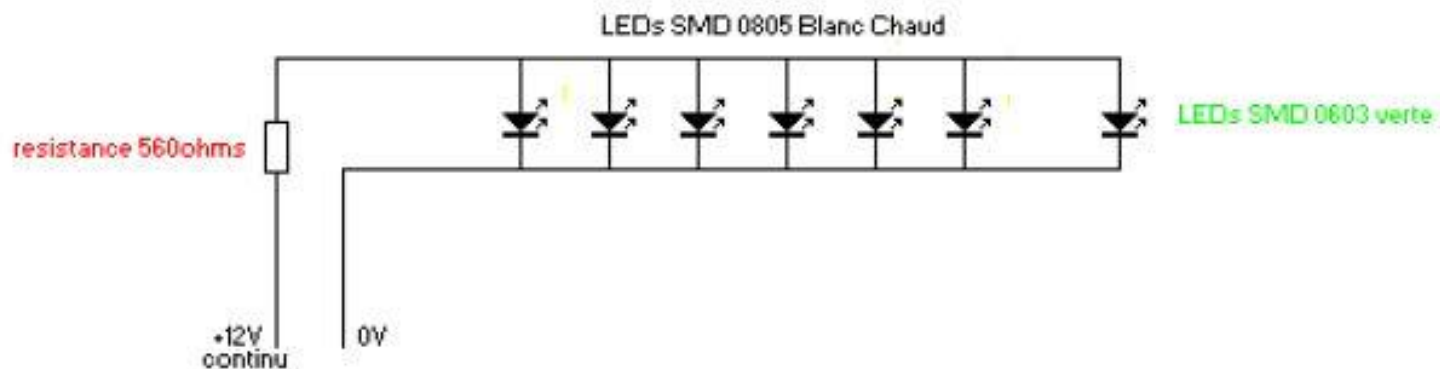 LEDs SMD 0805 Blanc Chaud
LEDs SMD 0603 verte
resistance 560ohms
+12V
0V
continu